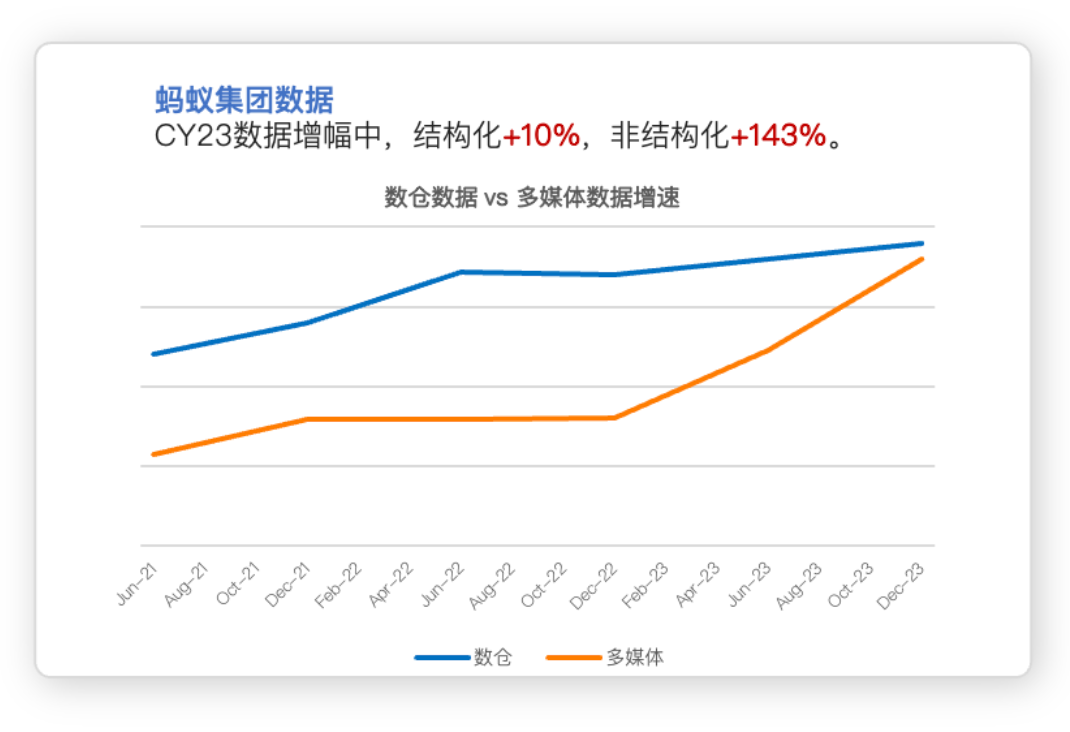 蚂蚁集团数据
CY23数据增幅中，结构化+10%，非结构化+143%。
数仓数据 vs 多媒体数据增速
Jun-21 Aug-21 Oct-21 Dec-21 Feb-22 Apr-22 Jun-22 Aug-22 Oct-22 Dec-22 Feb-23 Apr-23 Jun-23 Aug-23 Oct-23 Dec-23
数仓 多媒体